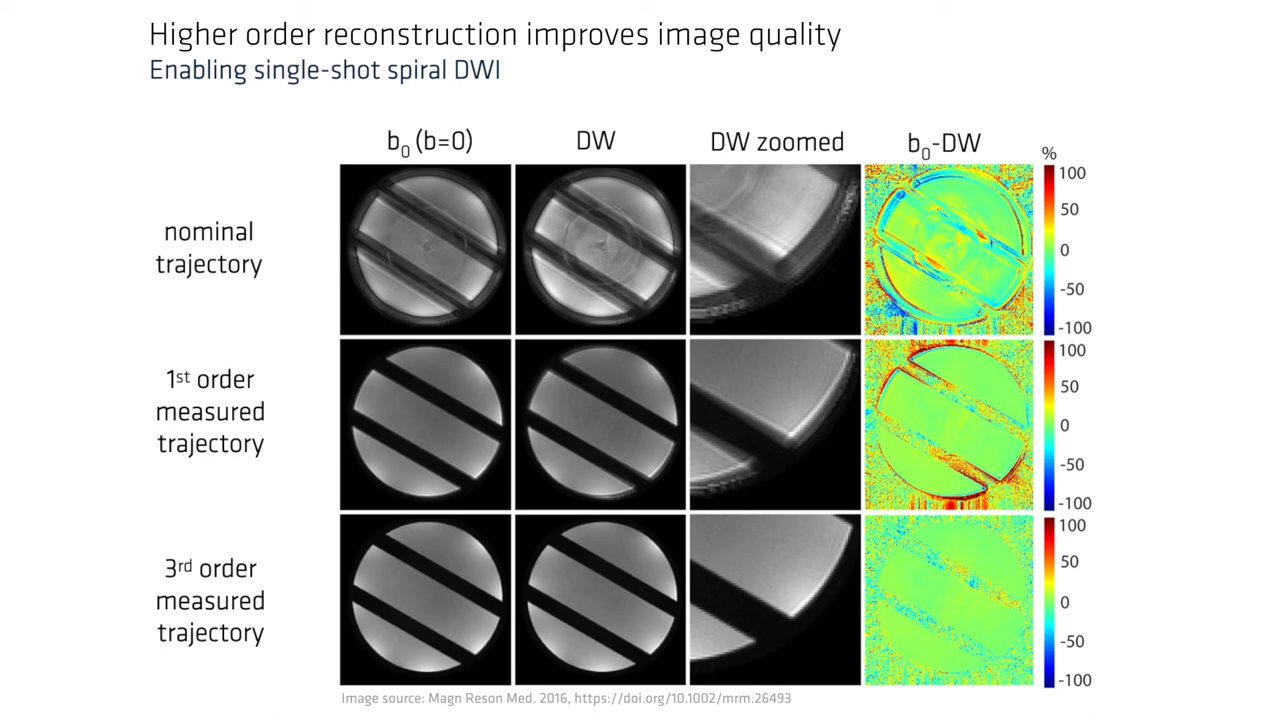 Higher order reconstruction improves image quality
Enabling single-shot spiral DWI
b0 (b=0)
DW
DW zoomed
b0-DW
%
nominal
trajectory
100
50
0
-50
-100
1st order
measured
trajectory
100
50
0
-50
-100
3rd order
measured
trajectory
100
50
0
-50
-100
Image source: Magn Reson Med. 2016, https://doi.org/10.1002/mrm.26493